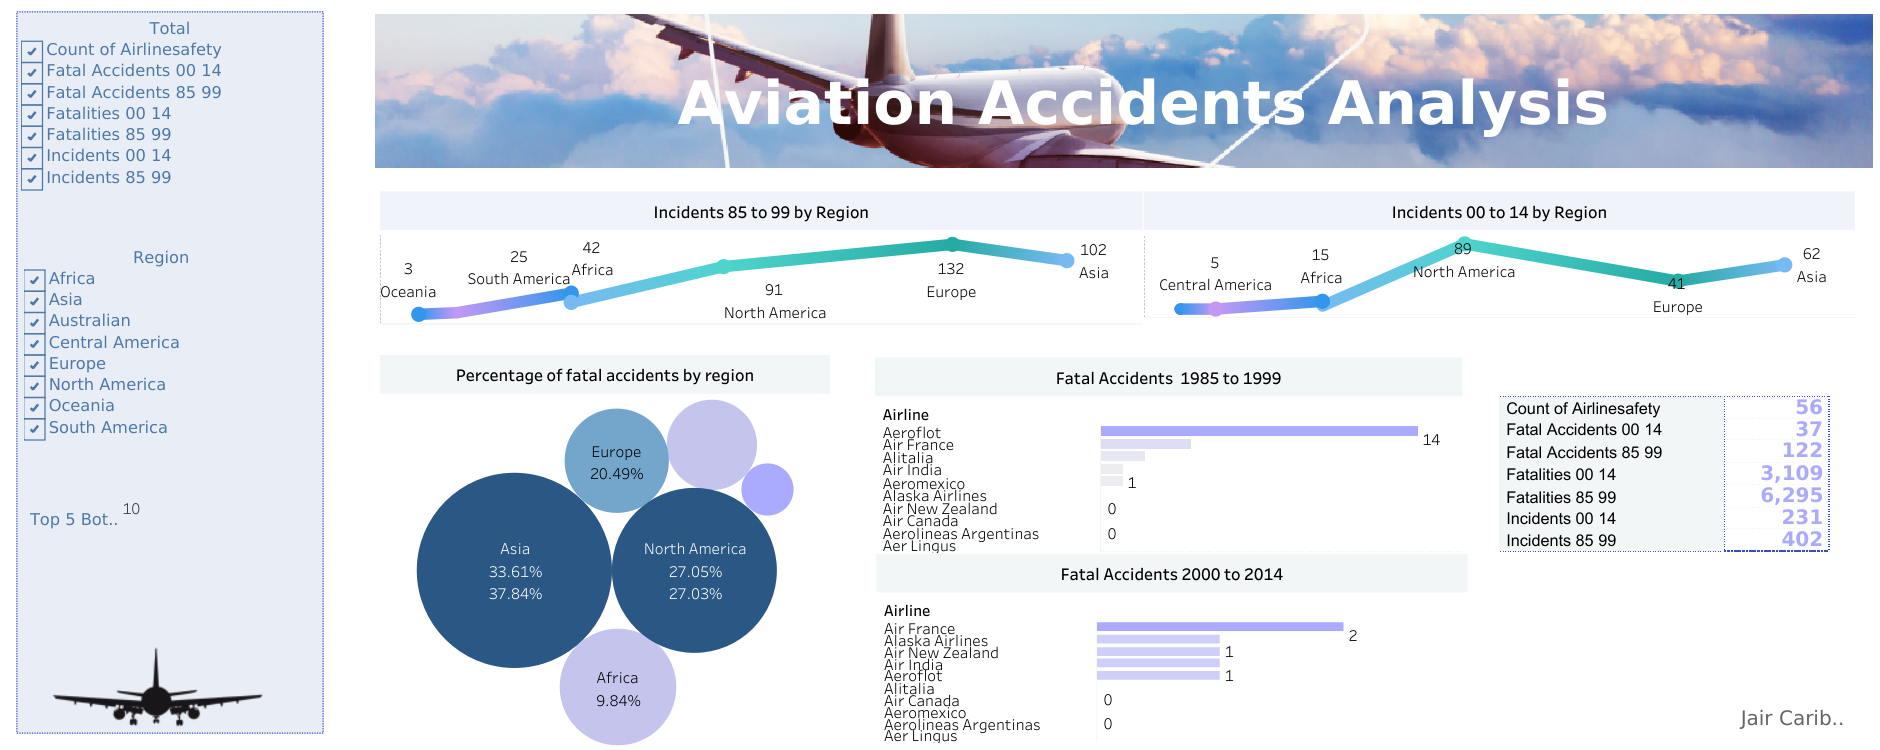 Total
Count of Airlinesafety
Fatal Accidents 00 14
Fatal Accidents 85 99
Fatalities 00 14
Fatalities 85 99
Incidents 00 14
Incidents 85 99
Region
Africa
Asia
Australian
Central America
Europe
North America
Oceania
South America
Top 5 Bot.. 10
Aviation Accidents Analysis
Incidents 85 to 99 by Region
3
Oceania
25
South America
42
Africa
91
North America
132
Europe
102
Asia
Incidents 00 to 14 by Region
5
Central America
15
Africa
89
North America
41
Europe
62
Asia
Percentage of fatal accidents by region
Europe
20.49%
Asia
33.61%
37.84%
North America
27.05%
27.03%
Africa
9.84%
Fatal Accidents 1985 to 1999
Airline
Aeroflot 14
Air France
Alitalia
Air India
Aeromexico 1
Alaska Airlines
Air New Zealand 0
Air Canada
Aerolineas Argentinas 0
Aer Lingus
Fatal Accidents 2000 to 2014
Airline
Air France 2
Alaska Airlines
Air New Zealand 1
Air India
Aeroflot 1
Alitalia
Air Canada 0
Aeromexico
Aerolineas Argentinas 0
Aer Lingus
Count of Airlinesafety 56
Fatal Accidents 00 14 37
Fatal Accidents 85 99 122
Fatalities 00 14 3,109
Fatalities 85 99 6,295
Incidents 00 14 231
Incidents 85 99 402
Jair Carib..